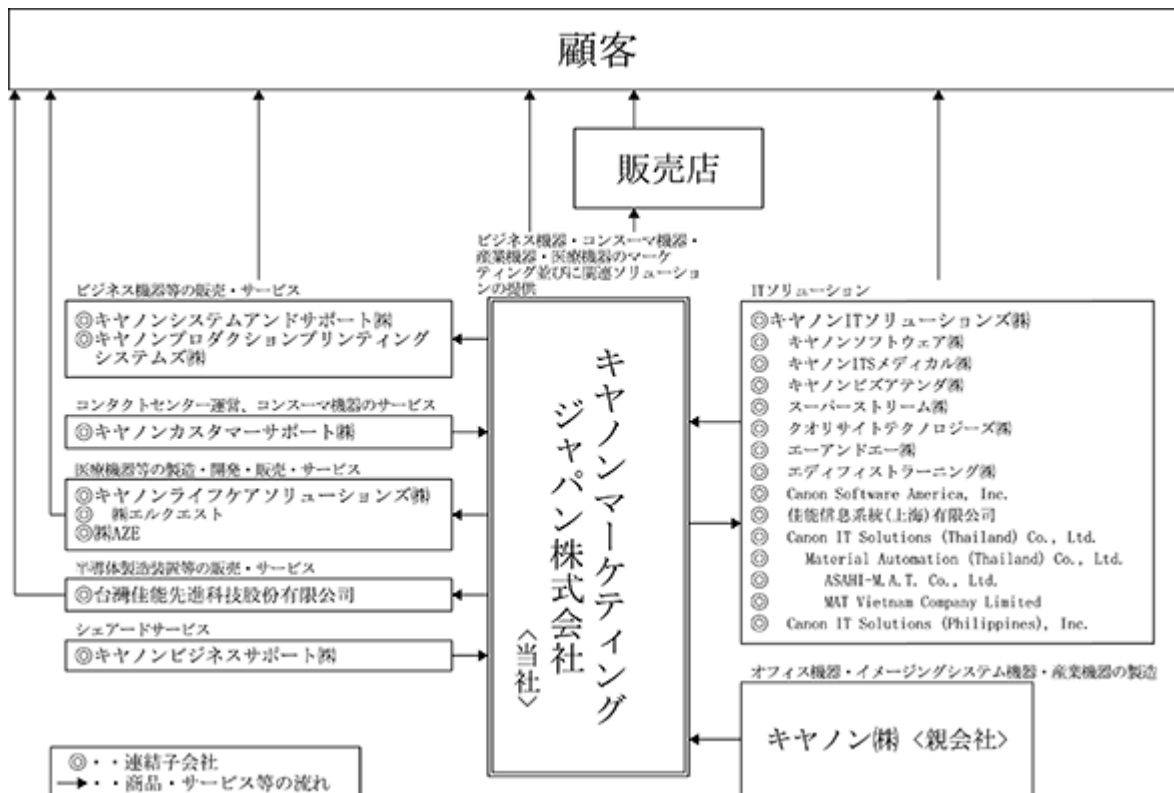 顧客
販売店
ビジネス機器・コンスーマ機器・
産業機器・医療機器のマーケ
ティング並びに関連ソリューショ
ンの提供
ビジネス機器等の販売・サービス
◎キヤノンシステムアンドサポート㈱
◎キヤノンプロダクションプリンティング
システムズ㈱
コンタクトセンター運営、コンスーマ機器のサービス
◎キヤノンカスタマーサポート㈱
医療機器等の製造・開発・販売・サービス
◎キヤノンライフケアソリューションズ㈱
◎ ㈱エルクエスト
◎㈱AZE
半導体製造装置等の販売・サービス
◎台灣佳能先進科技股份有限公司
シェアードサービス
◎キヤノンビジネスサポート㈱
キヤノンマーケティング
ジャパン株式会社
〈当社〉
ITソリューション
◎キヤノンITソリューションズ㈱
◎ キヤノンソフトウェア㈱
◎ キヤノンITSメディカル㈱
◎ キヤノンビズアテンダ㈱
◎ スーパーストリーム㈱
◎ クオリサイトテクノロジーズ㈱
◎ エーアンドエー㈱
◎ エディフィストラーニング㈱
◎ Canon Software America, Inc.
◎ 佳能信息系統(上海)有限公司
◎ Canon IT Solutions (Thailand) Co., Ltd.
◎ Material Automation (Thailand) Co., Ltd.
◎ ASAHI-M.A.T. Co., Ltd.
◎ MAT Vietnam Company Limited
◎ Canon IT Solutions (Philippines), Inc.
オフィス機器・イメージングシステム機器・産業機器の製造
キヤノン㈱〈親会社〉
◎・・連結子会社
→・・商品・サービス等の流れ